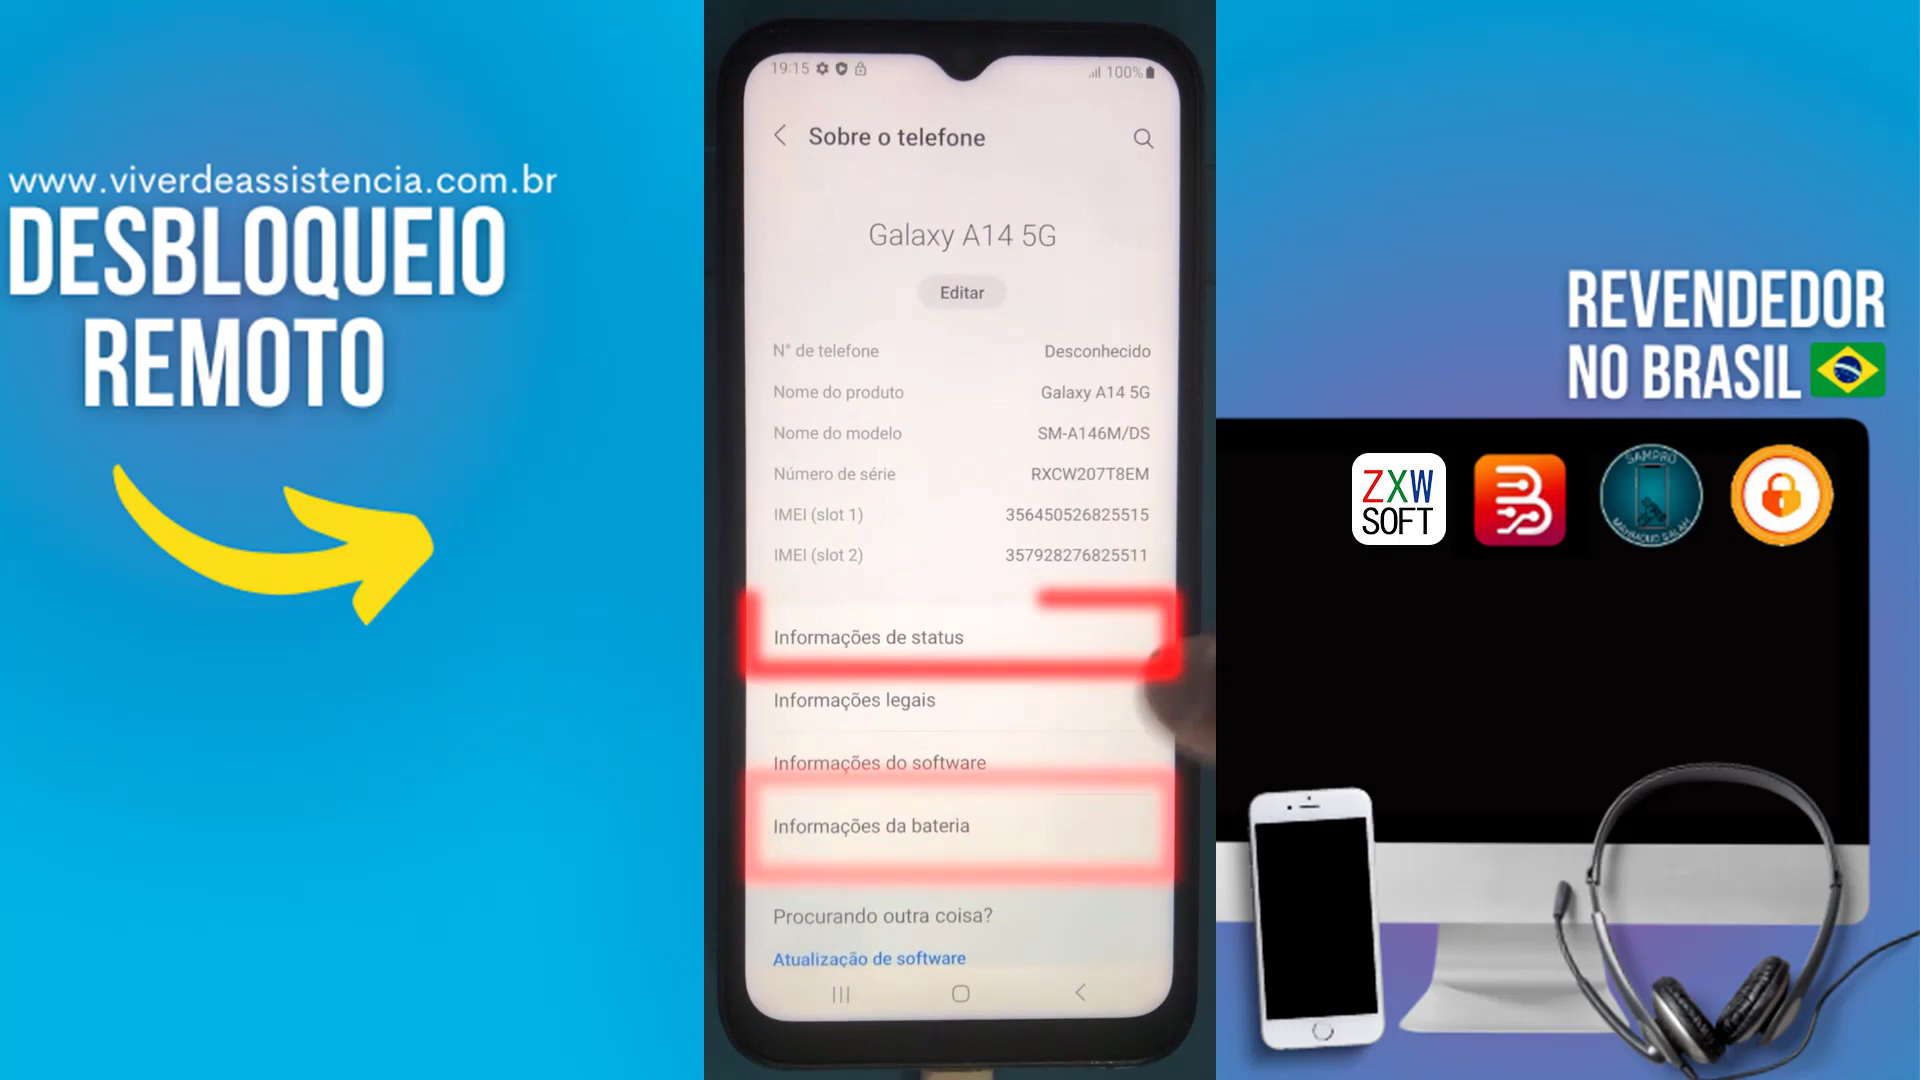 www.viverdeassistencia.com.br
DESBLOQUEIO
REMOTO
19:15
100%
Sobre o telefone
Galaxy A14 5G
Editar
N° de telefone Desconhecido
Nome do produto Galaxy A14 5G
Nome do modelo SM-A146M/DS
Número de série RXCW207T8EM
IMEI (slot 1) 356450526825515
IMEI (slot 2) 357928276825511
Informações de status
Informações legais
Informações do software
Informações da bateria
Procurando outra coisa?
Atualização de software
REVENDEDOR
NO BRASIL
ZXW
SOFT
SAMPRO
MAHMOUD SALAH